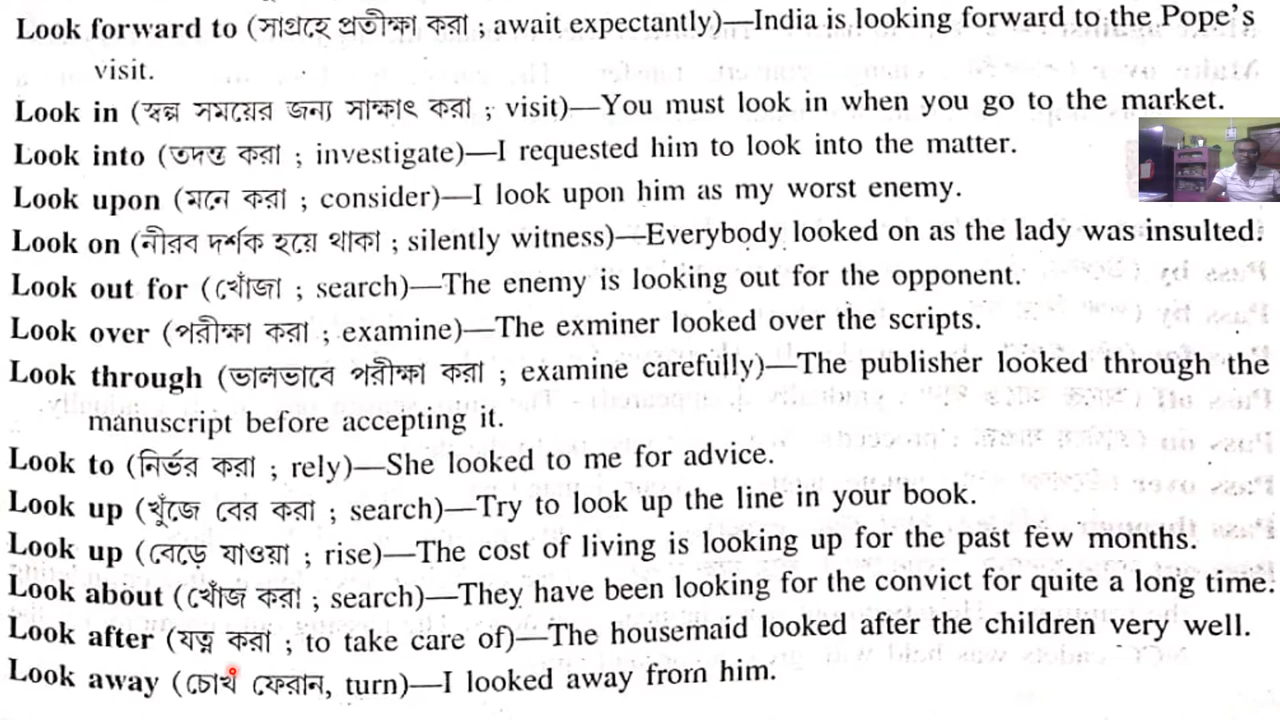 Look forward to (সাগ্রহে প্রতীক্ষা করা ; await expectantly)—India is looking forward to the Pope's
visit.
Look in (স্বল্প সময়ের জন্য সাক্ষাৎ করা ; visit)—You must look in when you go to the market.
Look into (তদন্ত করা ; investigate)—I requested him to look into the matter.
Look upon (মনে করা ; consider)—I look upon him as my worst enemy.
Look on (নীরব দর্শক হয়ে থাকা ; silently witness)—Everybody looked on as the lady was insulted.
Look out for (খোঁজা ; search)—The enemy is looking out for the opponent.
Look over (পরীক্ষা করা ; examine)—The exminer looked over the scripts.
Look through (ভালভাবে পরীক্ষা করা ; examine carefully)—The publisher looked through the
manuscript before accepting it.
Look to (নির্ভর করা ; rely)—She looked to me for advice.
Look up (খুঁজে বের করা ; search)—Try to look up the line in your book.
Look up (বেড়ে যাওয়া ; rise)—The cost of living is looking up for the past few months.
Look about (খোঁজ করা ; search)—They have been looking for the convict for quite a long time.
Look after (যত্ন করা ; to take care of)—The housemaid looked after the children very well.
Look away (চোখ ফেরান, turn)—I looked away from him.